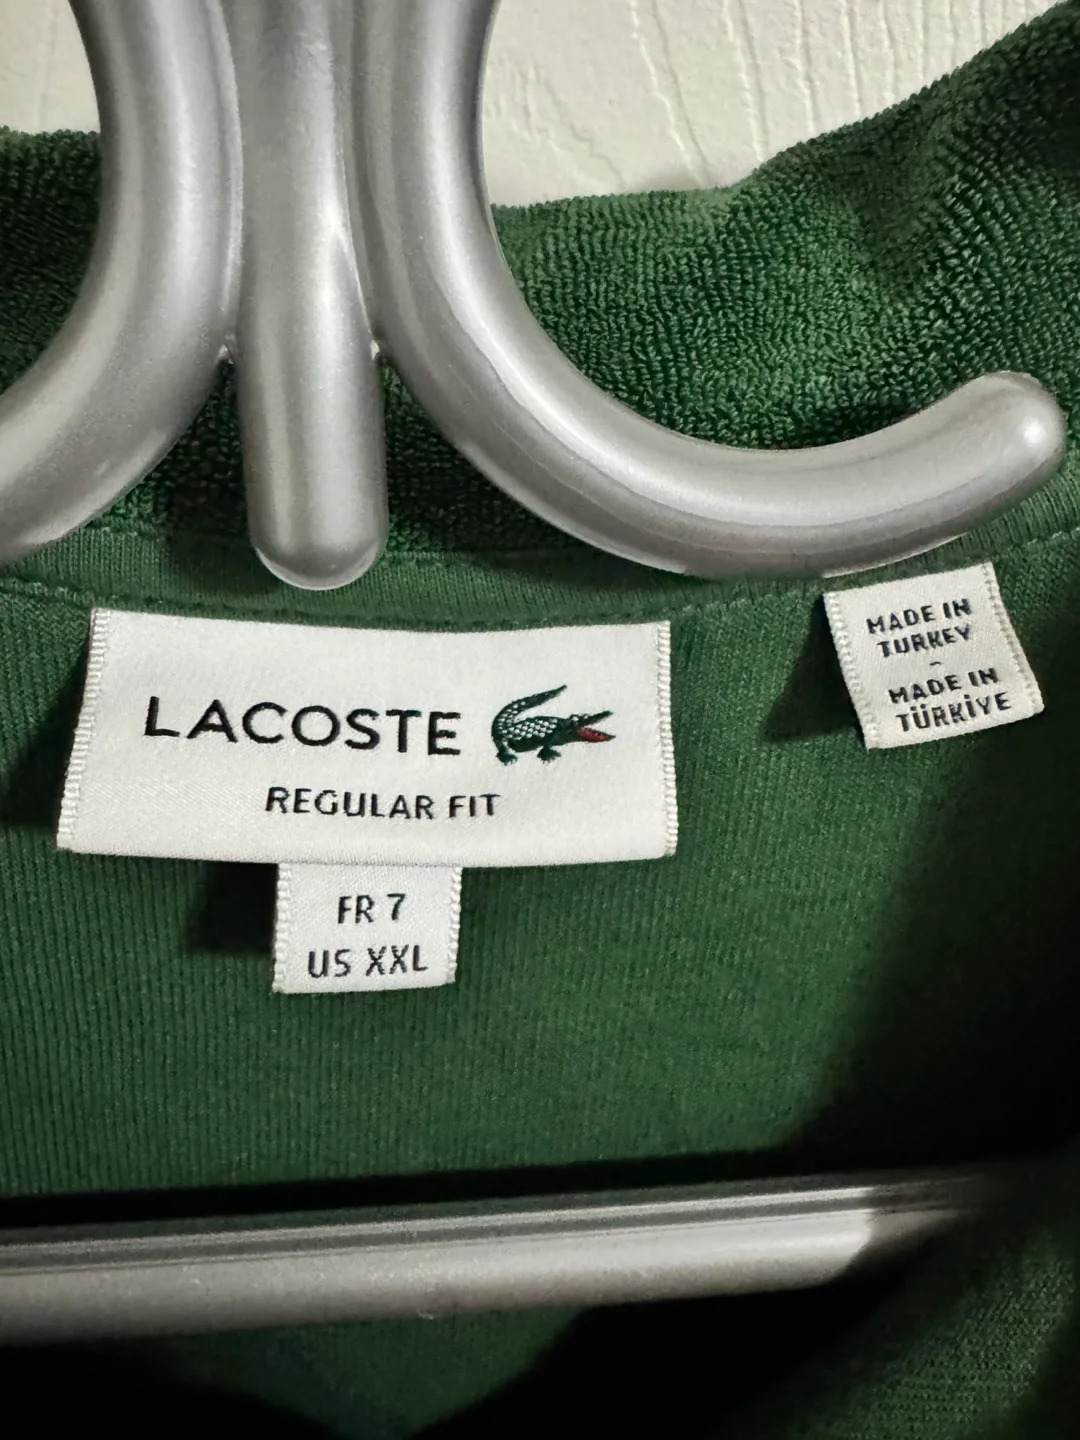 LACOSTE
REGULAR FIT
FR 7
US XXL
MADE IN
TURKEY
-
MADE IN
TÜRKİYE